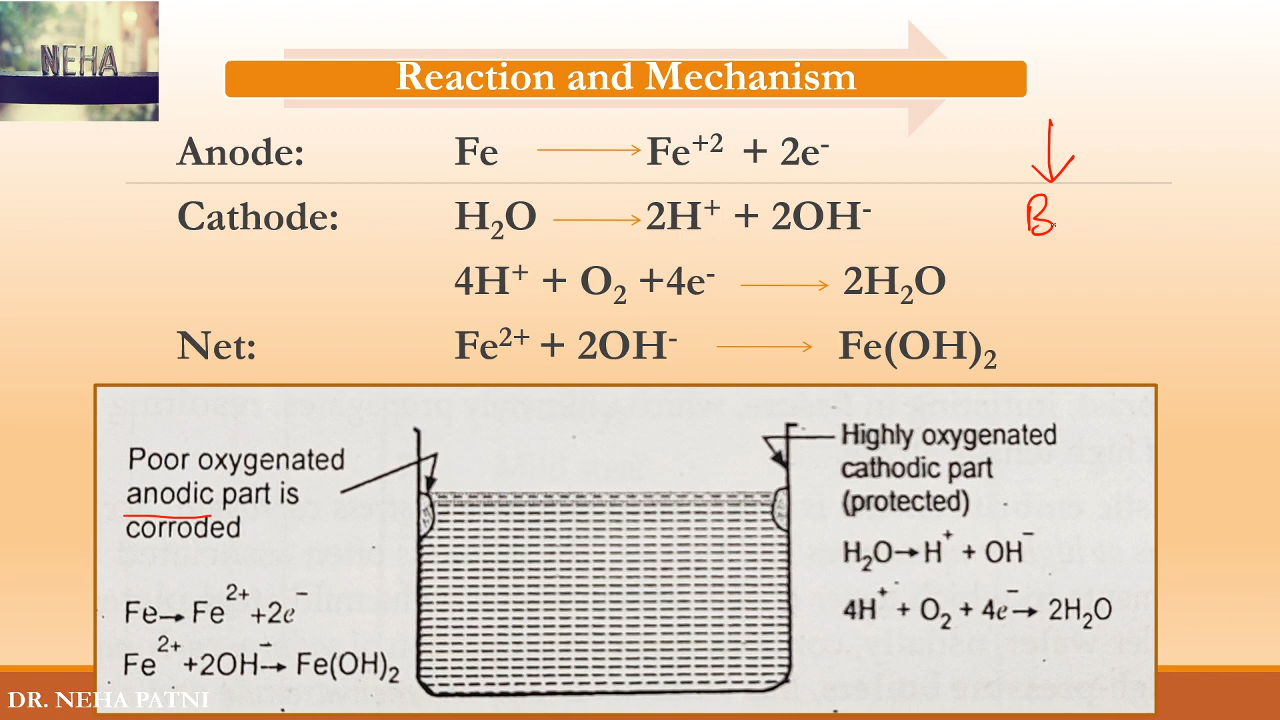 NEHA
Reaction and Mechanism
Anode: Fe → Fe⁺² + 2e⁻
Cathode: H₂O → 2H⁺ + 2OH⁻
B
4H⁺ + O₂ +4e⁻ → 2H₂O
Net: Fe²⁺ + 2OH⁻ → Fe(OH)₂
Poor oxygenated
anodic part is
corroded
Fe→Fe²⁺+2e⁻
Fe²⁺+2OH⁻→ Fe(OH)₂
Highly oxygenated
cathodic part
(protected)
H₂O→H⁺ + OH⁻
4H⁺ + O₂ + 4e⁻→ 2H₂O
DR. NEHA PATNI